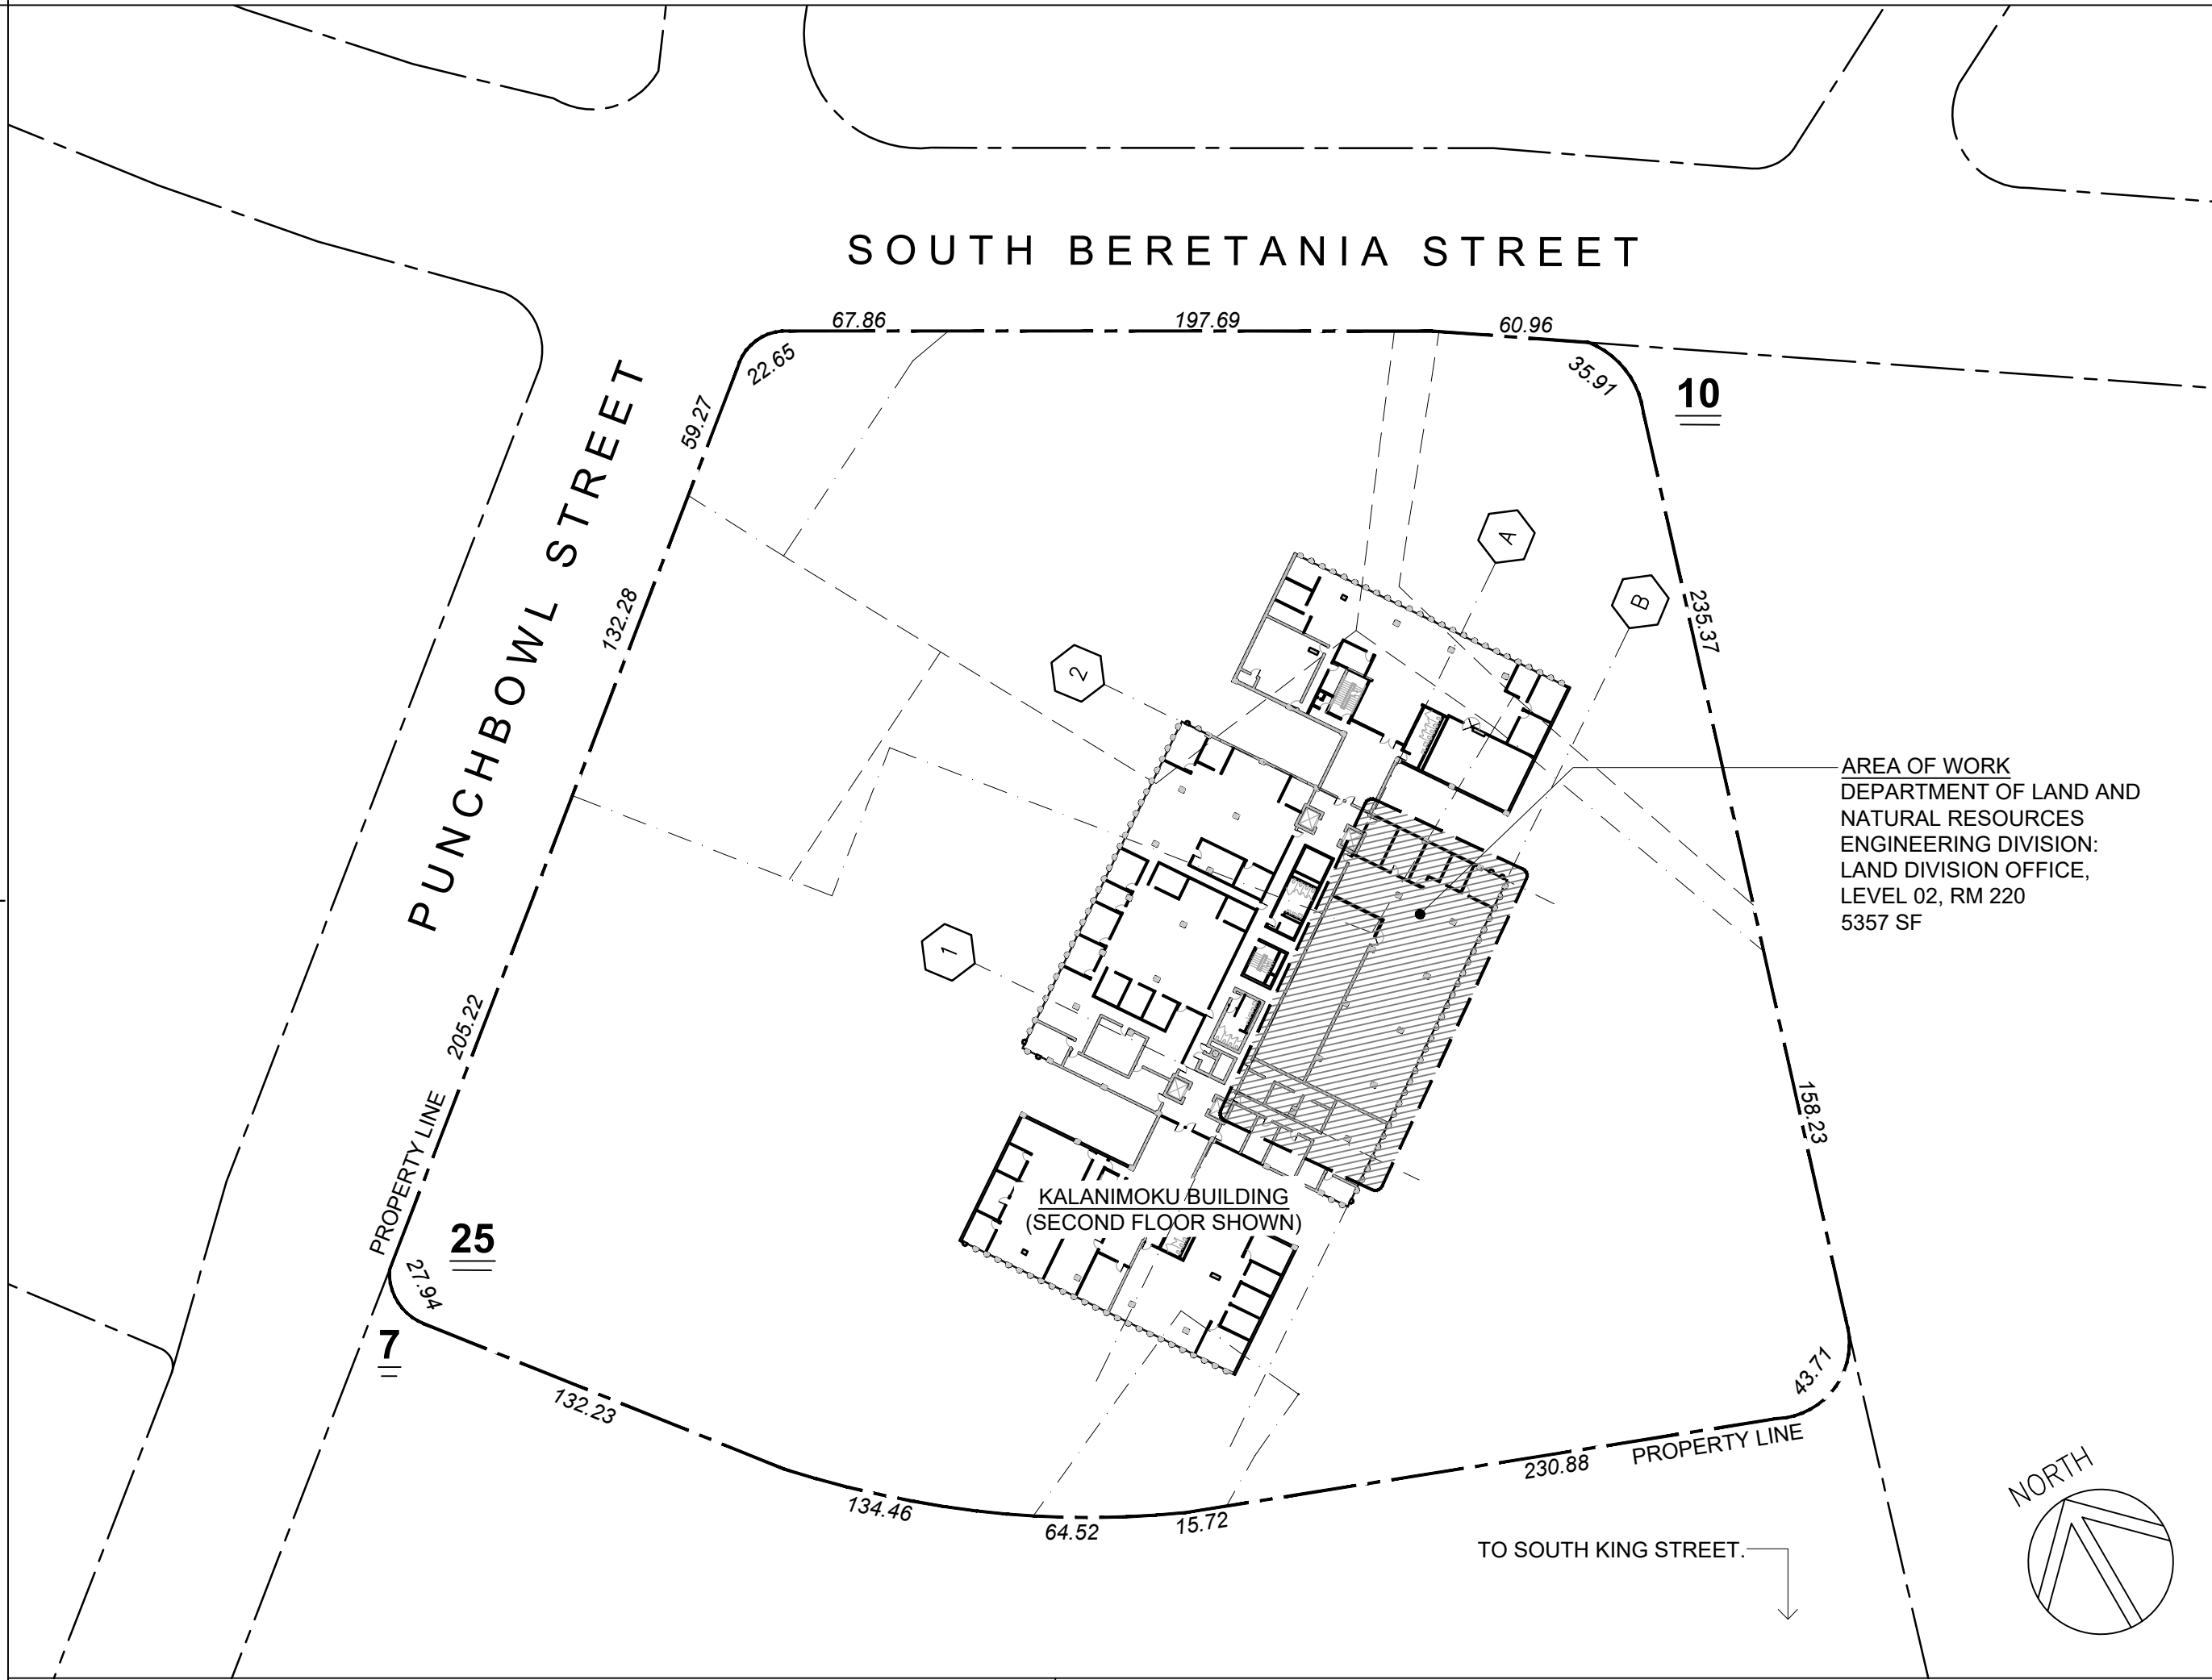 SOUTH BERETANIA STREET
67.86
197.69
60.96
22.65
35.91
10
59.27
PUNCHBOWL STREET
A
B
132.28
235.37
2
AREA OF WORK
DEPARTMENT OF LAND AND
NATURAL RESOURCES
ENGINEERING DIVISION:
LAND DIVISION OFFICE,
LEVEL 02, RM 220
5357 SF
1
205.22
158.23
PROPERTY LINE
KALANIMOKU BUILDING
(SECOND FLOOR SHOWN)
25
27.94
7
43.71
132.23
PROPERTY LINE
230.88
134.46
64.52
15.72
NORTH
TO SOUTH KING STREET.